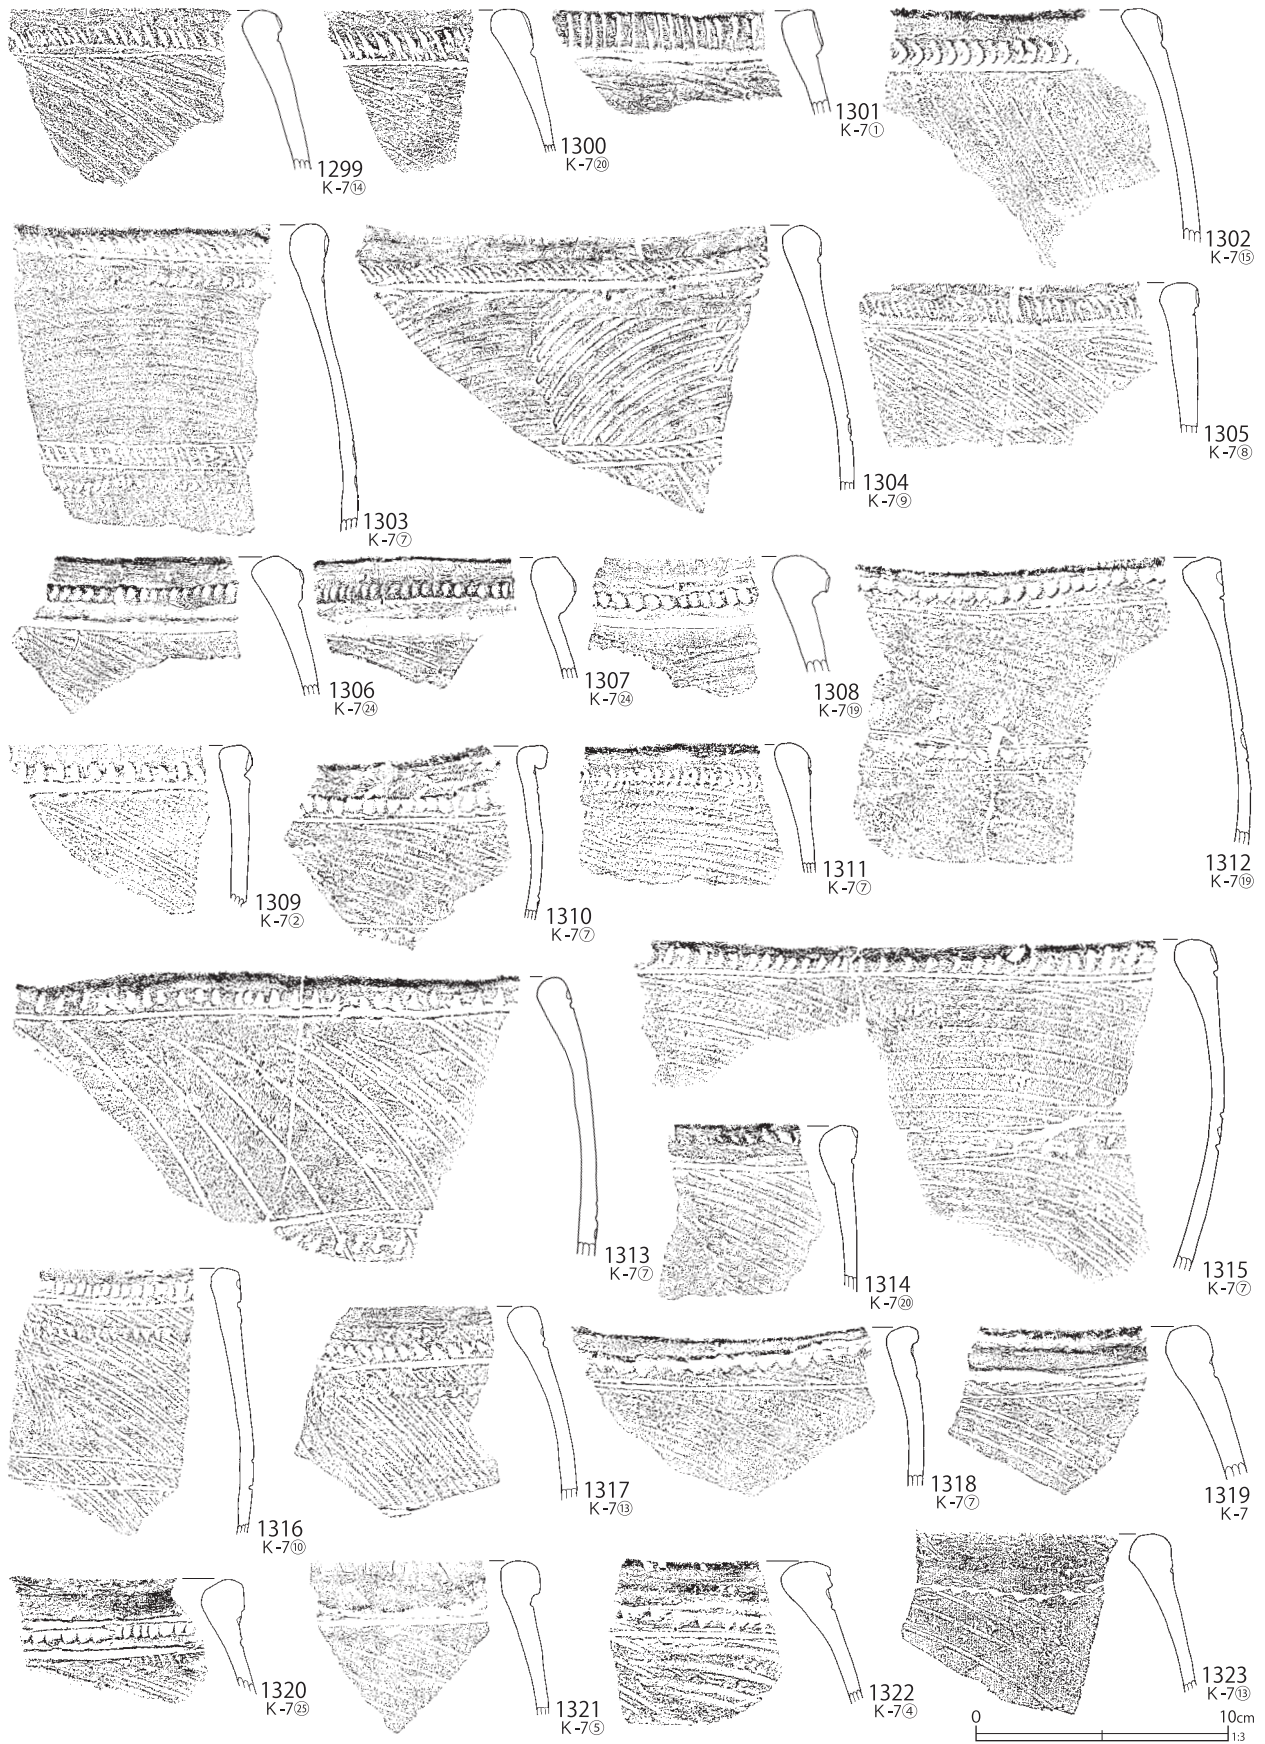 1299
K-7⑭
1300
K-7⑳
1301
K-7①
1302
K-7⑮
1303
K-7⑦
1304
K-7⑨
1305
K-7⑧
1306
K-7㉔
1307
K-7㉔
1308
K-7⑲
1312
K-7⑲
1309
K-7②
1310
K-7⑦
1311
K-7⑦
1313
K-7⑦
1314
K-7⑳
1315
K-7⑦
1316
K-7⑩
1317
K-7⑬
1318
K-7⑦
1319
K-7
1320
K-7㉕
1321
K-7⑤
1322
K-7④
1323
K-7⑬
0 10cm
1:3